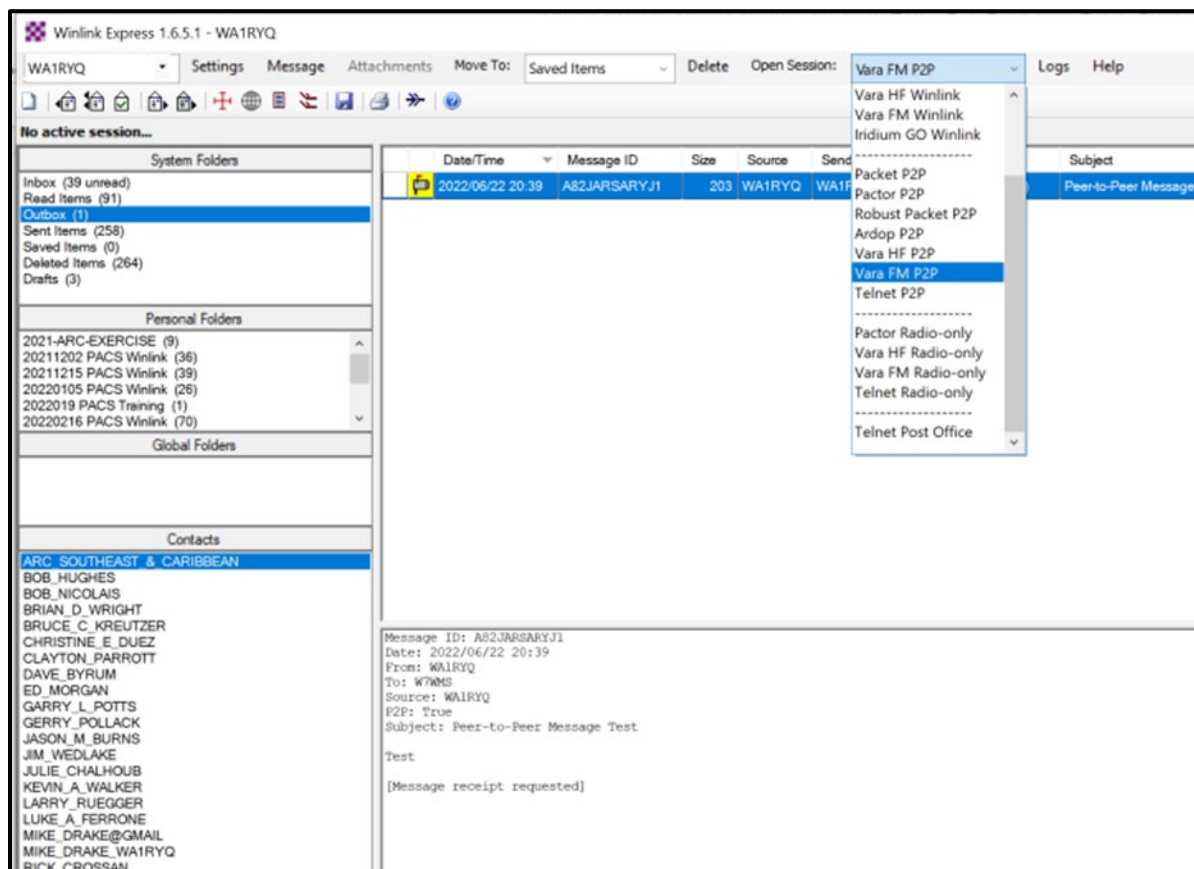 Winlink Express 1.6.5.1 - WA1RYQ
WA1RYQ Settings Message Attachments Move To: Saved Items Delete Open Session: Vara FM P2P Logs Help
No active session...
System Folders
Inbox (39 unread)
Read Items (91)
Outbox (1)
Sent Items (258)
Saved Items (0)
Deleted Items (264)
Drafts (3)
Personal Folders
2021-ARC-EXERCISE (9)
20211202 PACS Winlink (36)
20211215 PACS Winlink (39)
20220105 PACS Winlink (26)
2022019 PACS Training (1)
20220216 PACS Winlink (70)
Global Folders
Contacts
ARC_SOUTHEAST_&_CARIBBEAN
BOB_HUGHES
BOB_NICOLAIS
BRIAN_D_WRIGHT
BRUCE_C_KREUTZER
CHRISTINE_E_DUEZ
CLAYTON_PARROTT
DAVE_BYRUM
ED_MORGAN
GARRY_L_POTTS
GERRY_POLLACK
JASON_M_BURNS
JIM_WEDLAKE
JULIE_CHALHOUB
KEVIN_A_WALKER
LARRY_RUEGGER
LUKE_A_FERRONE
MIKE_DRAKE@GMAIL
MIKE_DRAKE_WA1RYQ
RICK_CROSSAN
Date/Time Message ID Size Source Send Subject
2022/06/22 20:39 A82JARSARYJ1 203 WA1RYQ WA1R Peer-to-Peer Message
Vara HF Winlink
Vara FM Winlink
Iridium GO Winlink
-------------------
Packet P2P
Pactor P2P
Robust Packet P2P
Ardop P2P
Vara HF P2P
Vara FM P2P
Telnet P2P
-------------------
Pactor Radio-only
Vara HF Radio-only
Vara FM Radio-only
Telnet Radio-only
-------------------
Telnet Post Office
Message ID: A82JARSARYJ1
Date: 2022/06/22 20:39
From: WA1RYQ
To: W7WMS
Source: WA1RYQ
P2P: True
Subject: Peer-to-Peer Message Test
Test
[Message receipt requested]